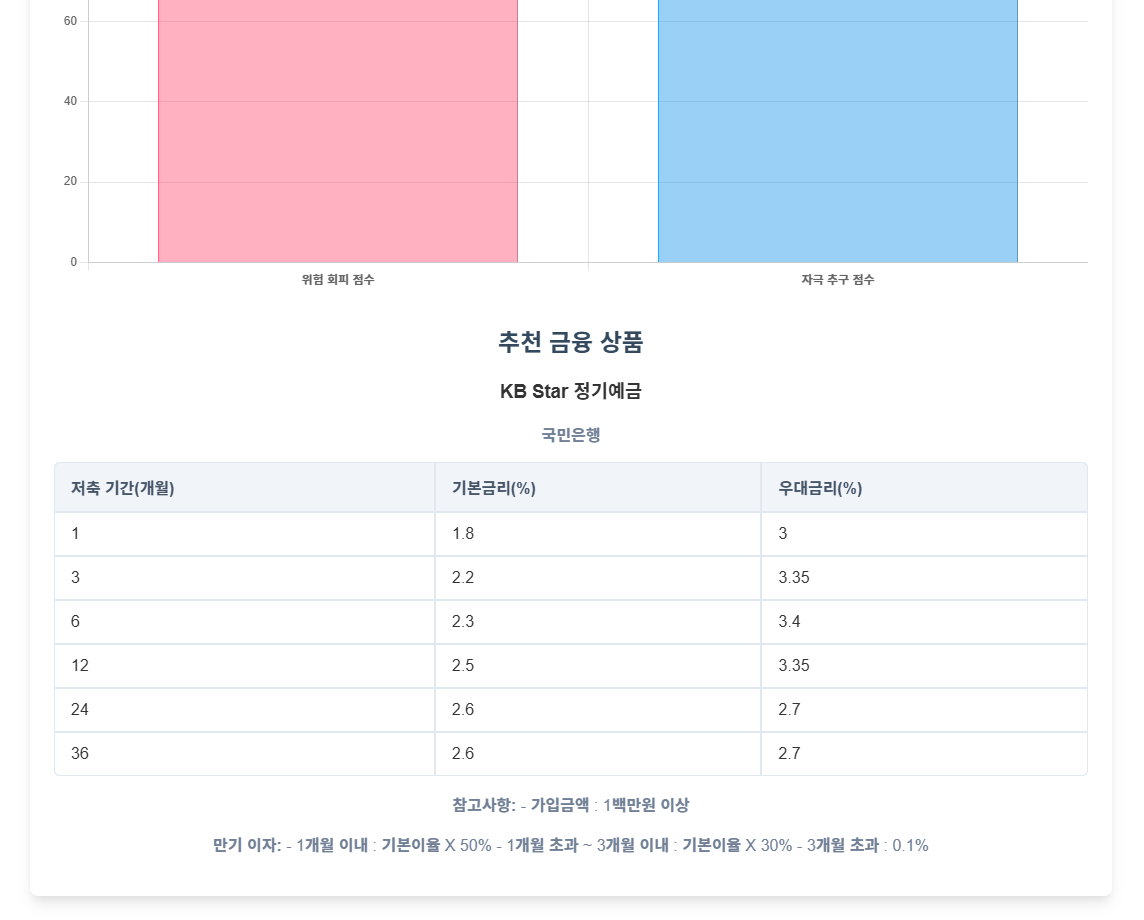 60
40
20
0
위험 회피 점수 자극 추구 점수
추천 금융 상품
KB Star 정기예금
국민은행
저축 기간(개월) 기본금리(%) 우대금리(%)
1 1.8 3
3 2.2 3.35
6 2.3 3.4
12 2.5 3.35
24 2.6 2.7
36 2.6 2.7
참고사항: - 가입금액 : 1백만원 이상
만기 이자: - 1개월 이내 : 기본이율 X 50% - 1개월 초과 ~ 3개월 이내 : 기본이율 X 30% - 3개월 초과 : 0.1%